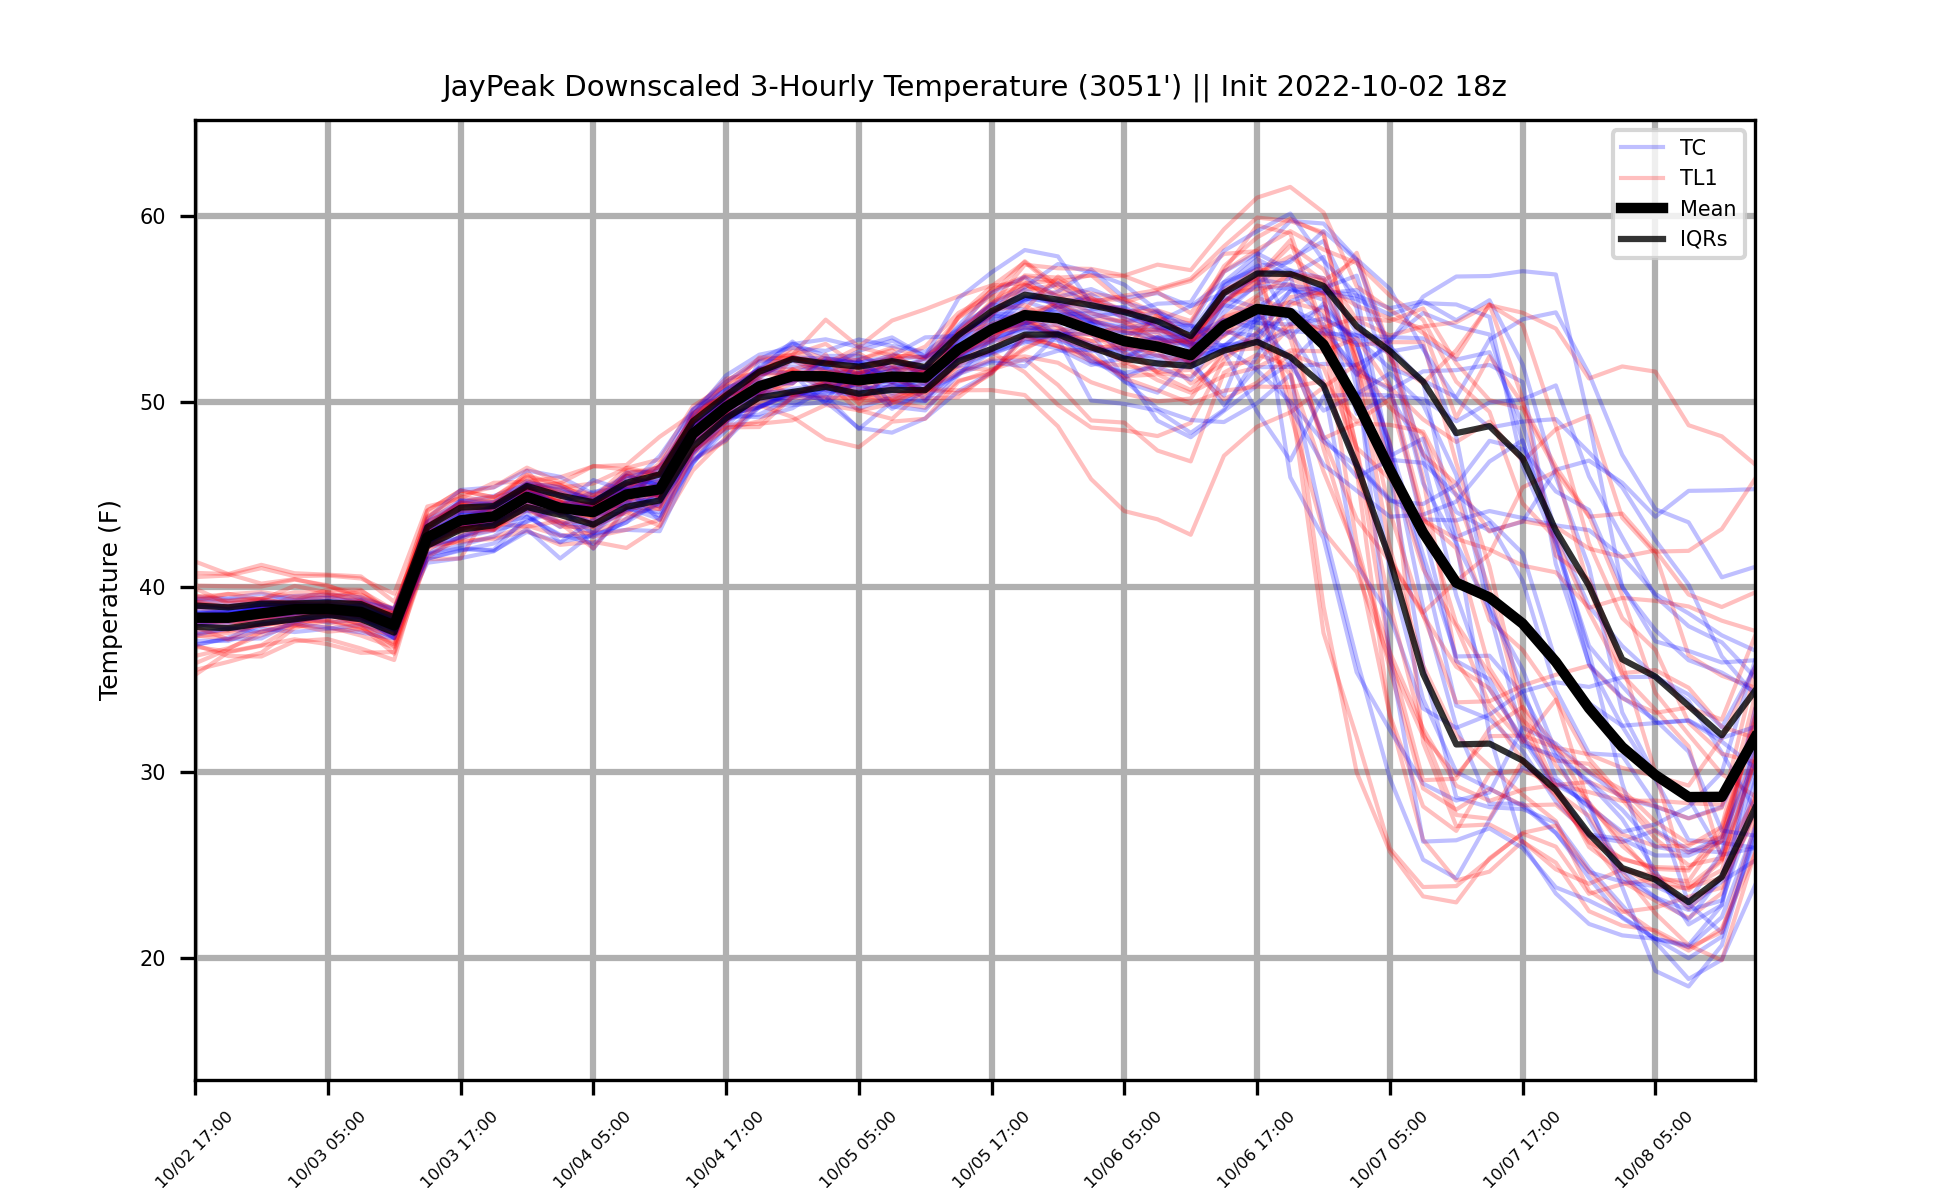 JayPeak Downscaled 3-Hourly Temperature (3051') || Init 2022-10-02 18z
TC
TL1
Mean
IQRs
Temperature (F)
60
50
40
30
20
10/02 17:00
10/03 05:00
10/03 17:00
10/04 05:00
10/04 17:00
10/05 05:00
10/05 17:00
10/06 05:00
10/06 17:00
10/07 05:00
10/07 17:00
10/08 05:00